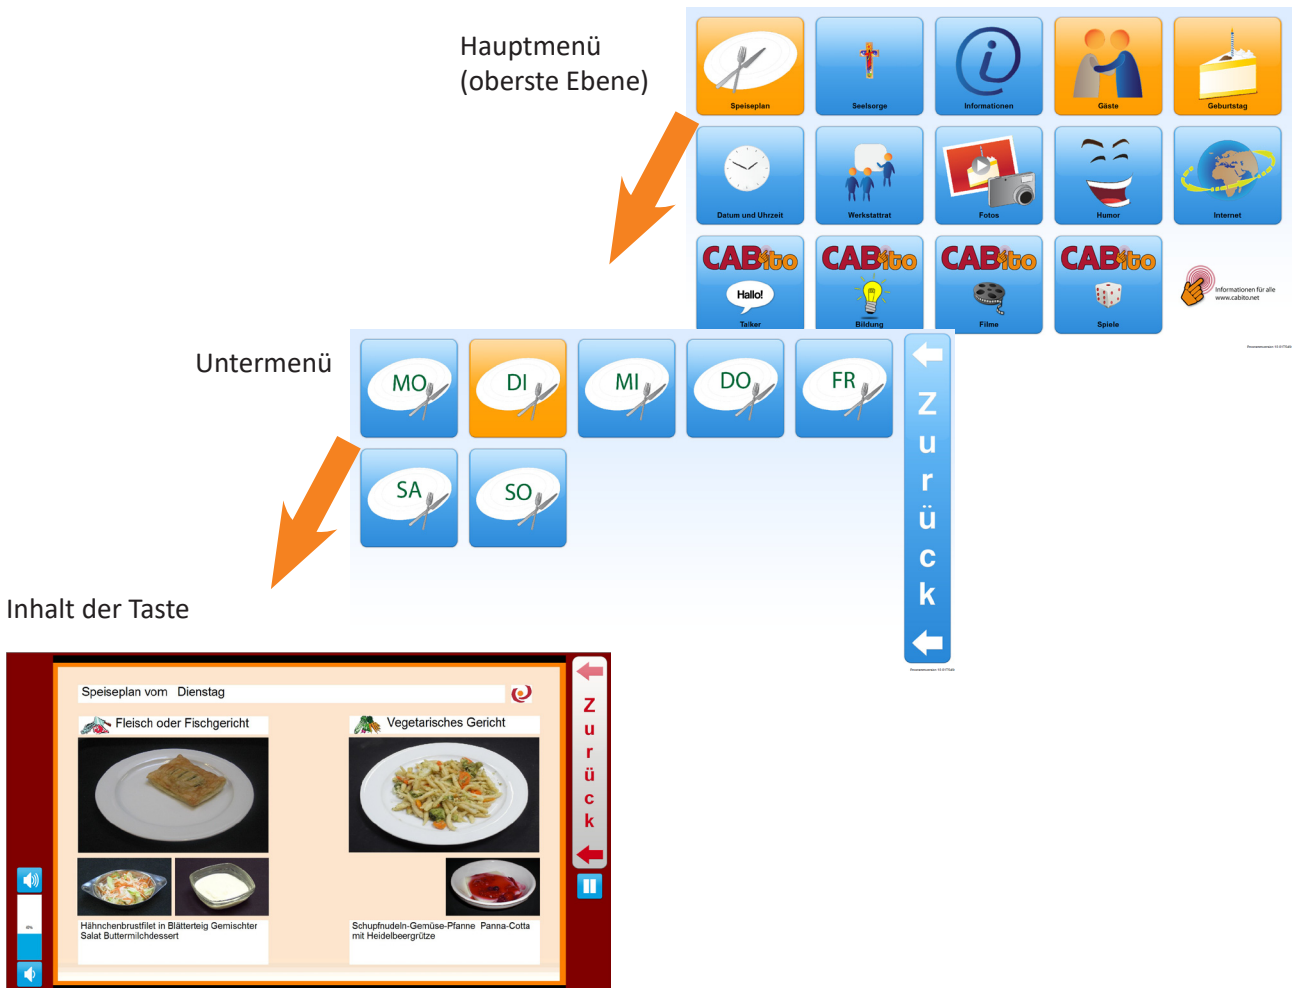 Hauptmenü
(oberste Ebene)
Speiseplan
Seelsorge
Informationen
Gäste
Geburtstag
Datum und Uhrzeit
Werkstattrat
Fotos
Humor
Internet
CABito
Hallo!
Talker
CABito
Bildung
CABito
Filme
CABito
Spiele
Informationen für alle
www.cabito.net
Untermenü
MO
DI
MI
DO
FR
SA
SO
Zurück
Inhalt der Taste
Speiseplan vom Dienstag
Fleisch oder Fischgericht
Vegetarisches Gericht
Hähnchenbrustfilet in Blätterteig Gemischter
Salat Buttermilchdessert
Schupfnudeln-Gemüse-Pfanne Panna-Cotta
mit Heidelbeergrütze
Zurück